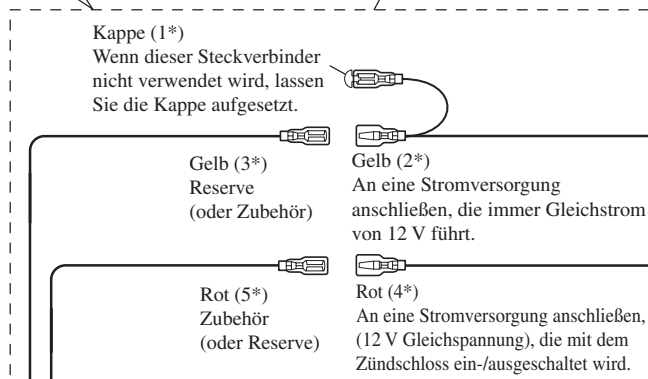 Kappe (1*)
Wenn dieser Steckverbinder
nicht verwendet wird, lassen
Sie die Kappe aufgesetzt.
Gelb (3*)
Reserve
(oder Zubehör)
Gelb (2*)
An eine Stromversorgung
anschließen, die immer Gleichstrom
von 12 V führt.
Rot (5*)
Zubehör
(oder Reserve)
Rot (4*)
An eine Stromversorgung anschließen,
(12 V Gleichspannung), die mit dem
Zündschloss ein-/ausgeschaltet wird.